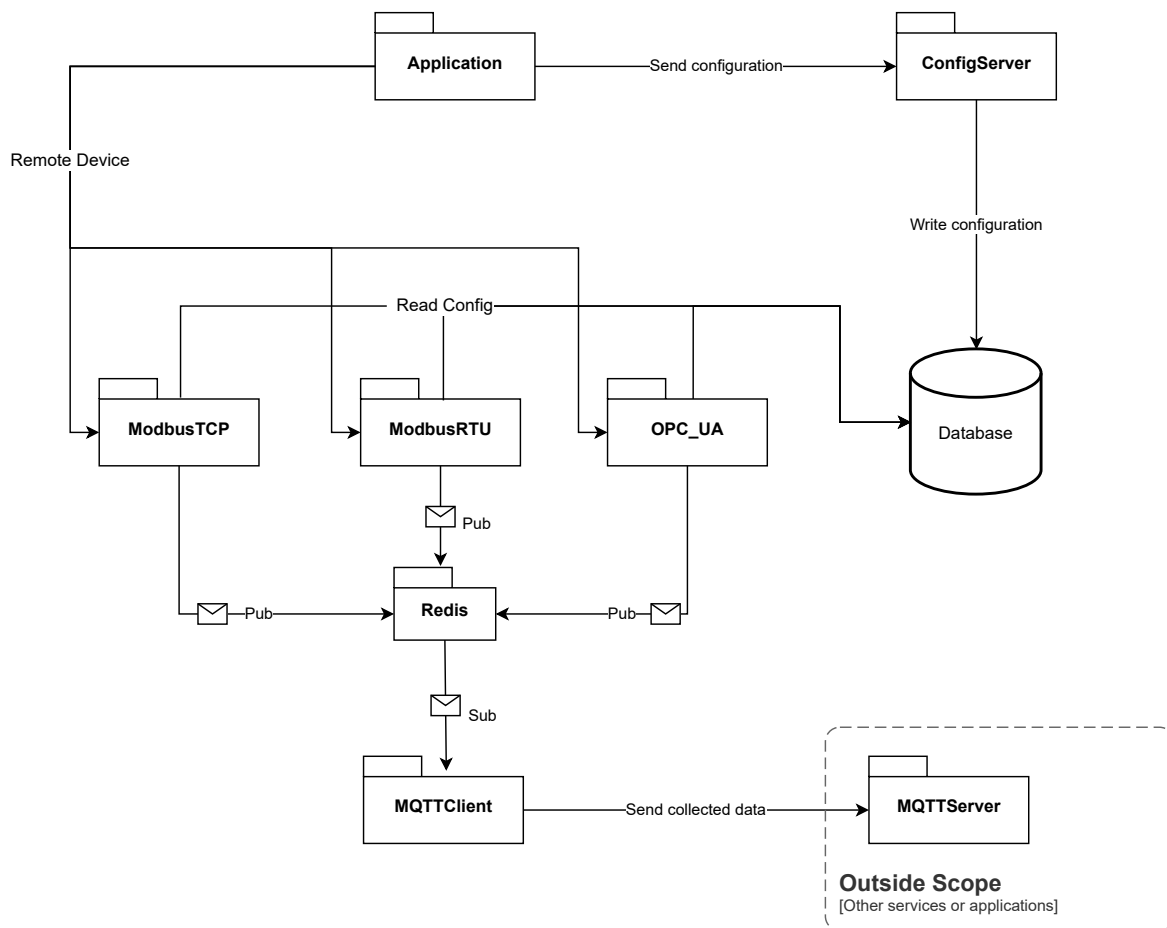 Application
Send configuration
ConfigServer
Remote Device
Write configuration
Read Config
ModbusTCP
ModbusRTU
OPC_UA
Database
Pub
Pub
Redis
Pub
Sub
MQTTClient
Send collected data
MQTTServer
Outside Scope
[Other services or applications]